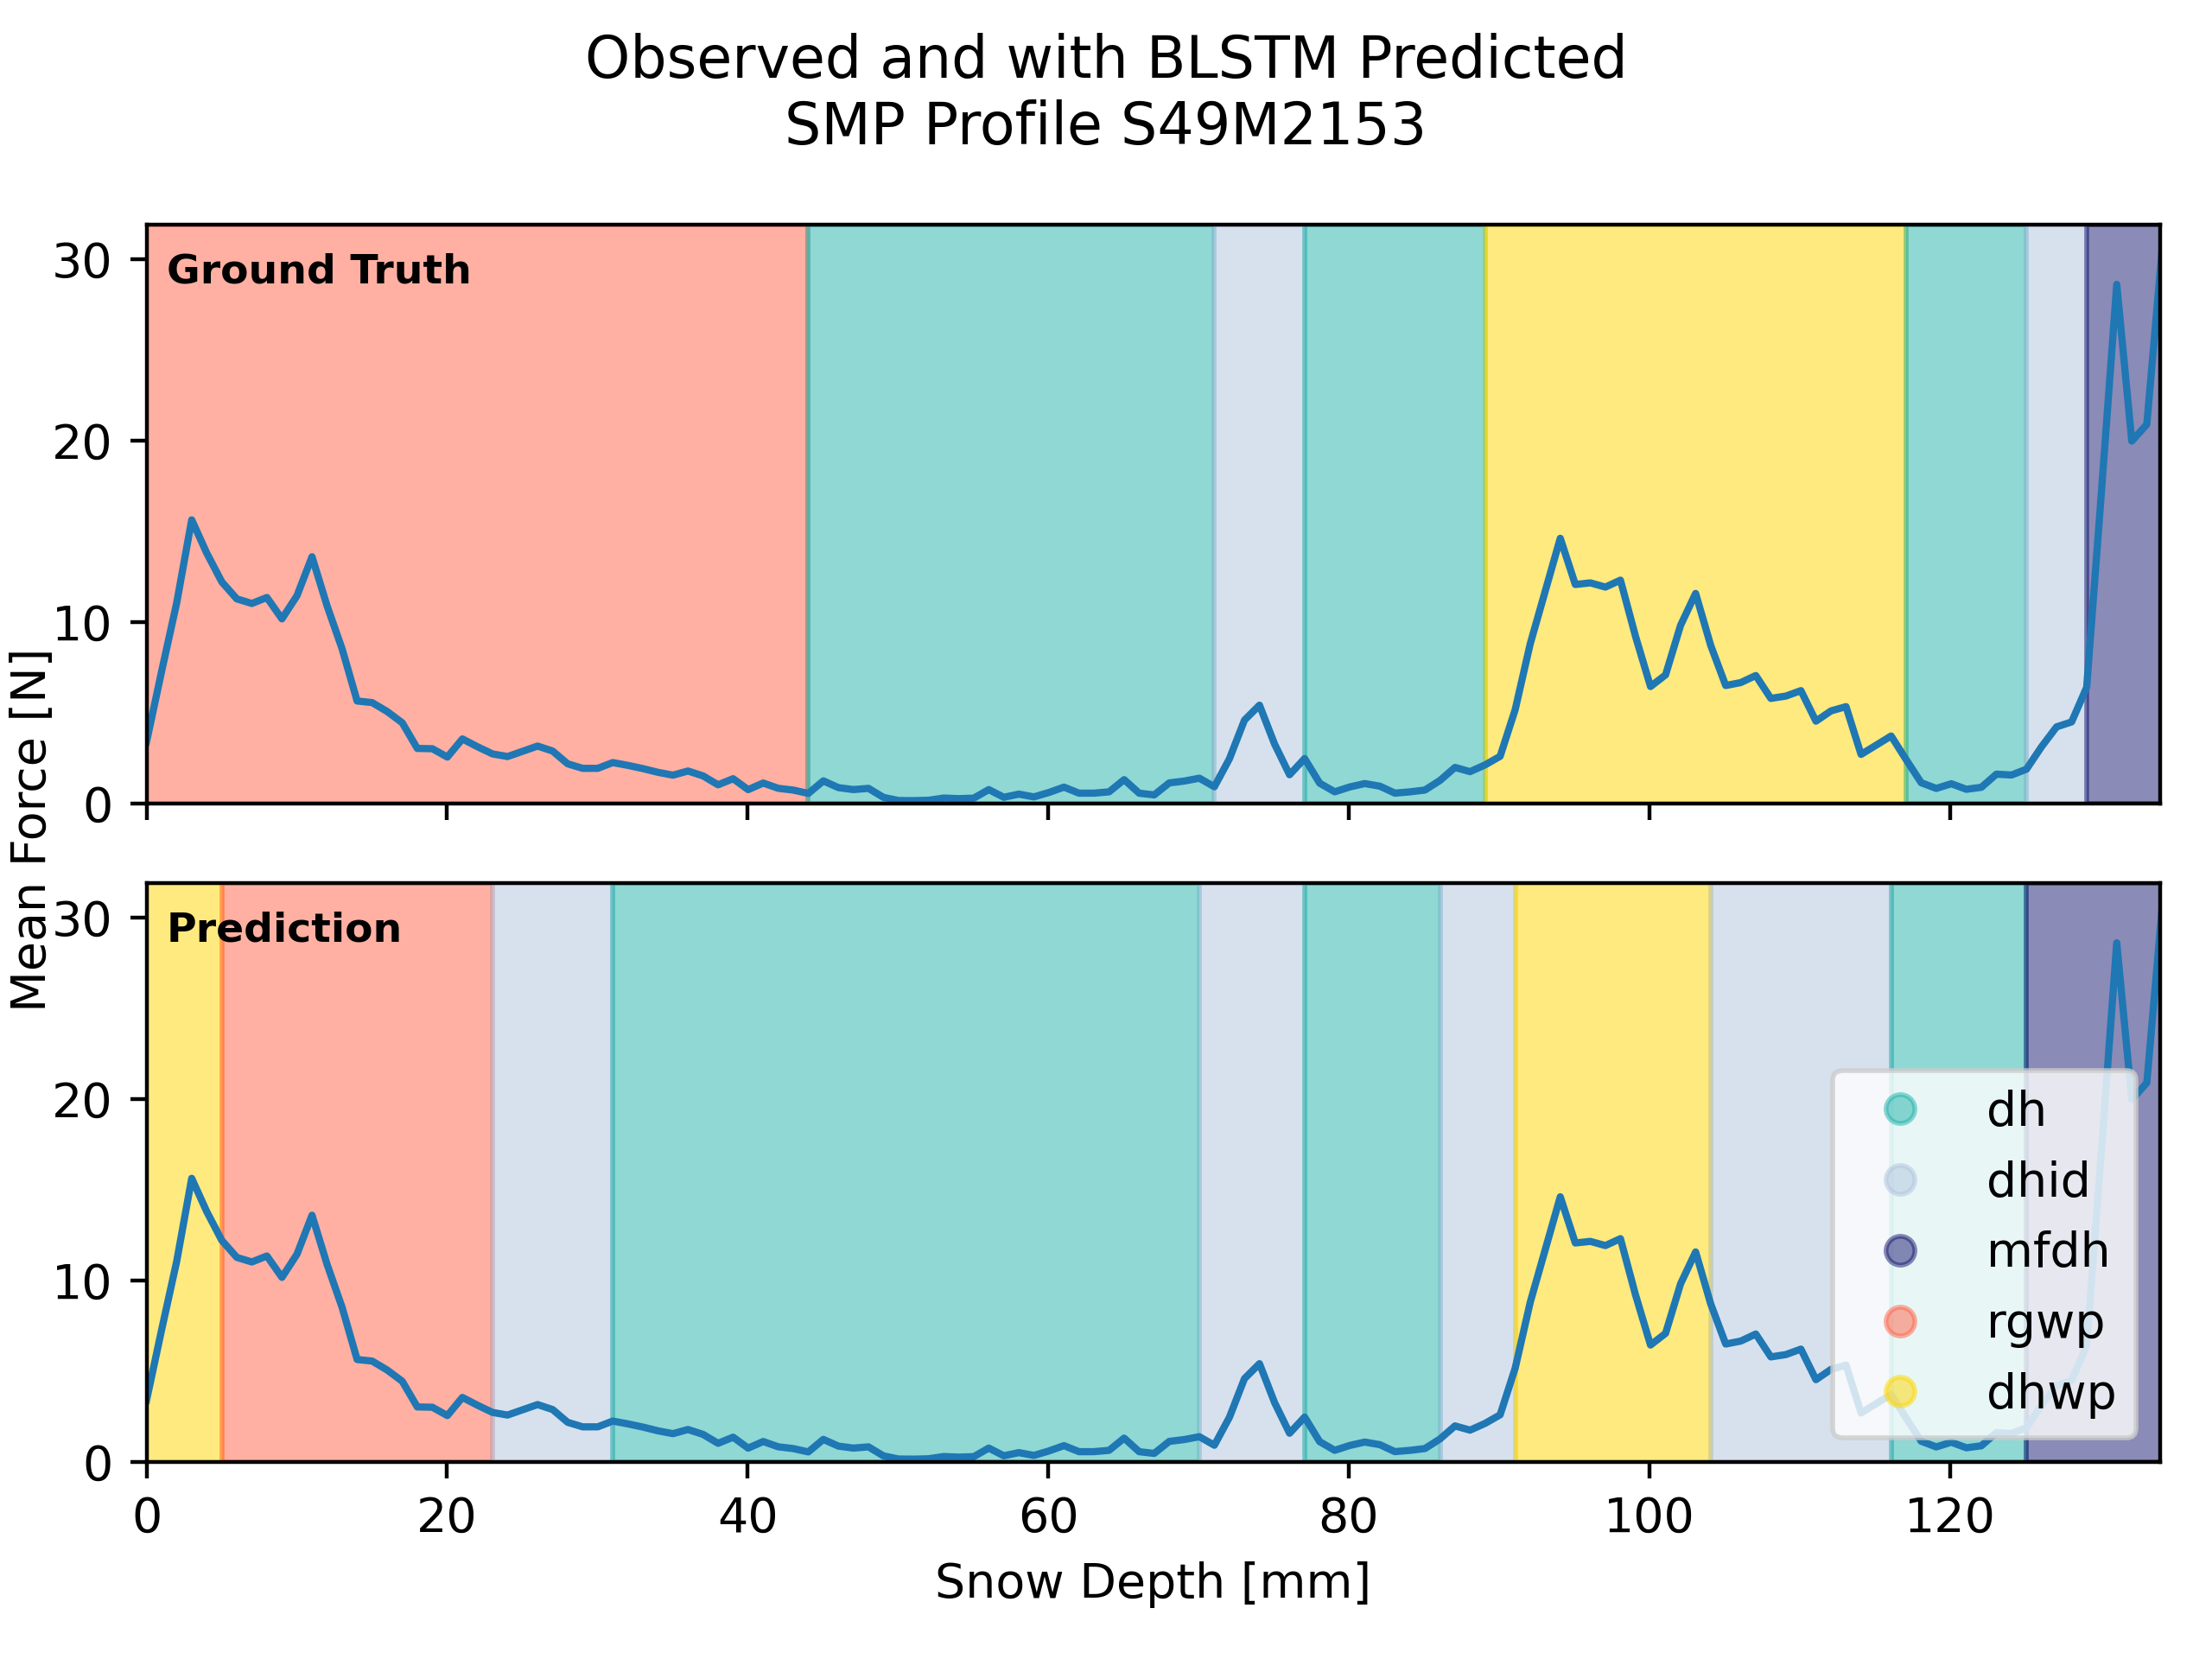 Observed and with BLSTM Predicted
SMP Profile S49M2153
Mean Force [N]
30
20
10
0
Ground Truth
30
20
10
0
Prediction
dh
dhid
mfdh
rgwp
dhwp
0 20 40 60 80 100 120
Snow Depth [mm]